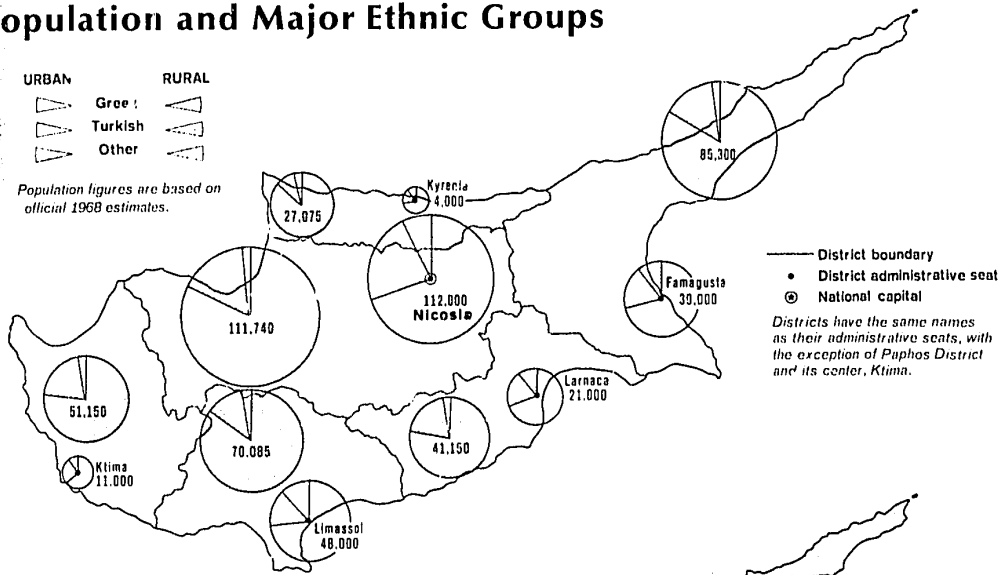 opulation and Major Ethnic Groups
URBAN RURAL
Gree :
Turkish
Other
Population figures are based on
official 1968 estimates.
85,300
Kyrenia
4,000
27,075
112,000
Nicosia
111,740
Famagusta
39,000
District boundary
District administrative seat
National capital
Districts have the same names
as their administrative seats, with
the exception of Paphos District
and its center, Ktima.
51,150
Larnaca
21,000
70,085
41,150
Ktima
11,000
Limassol
48,000